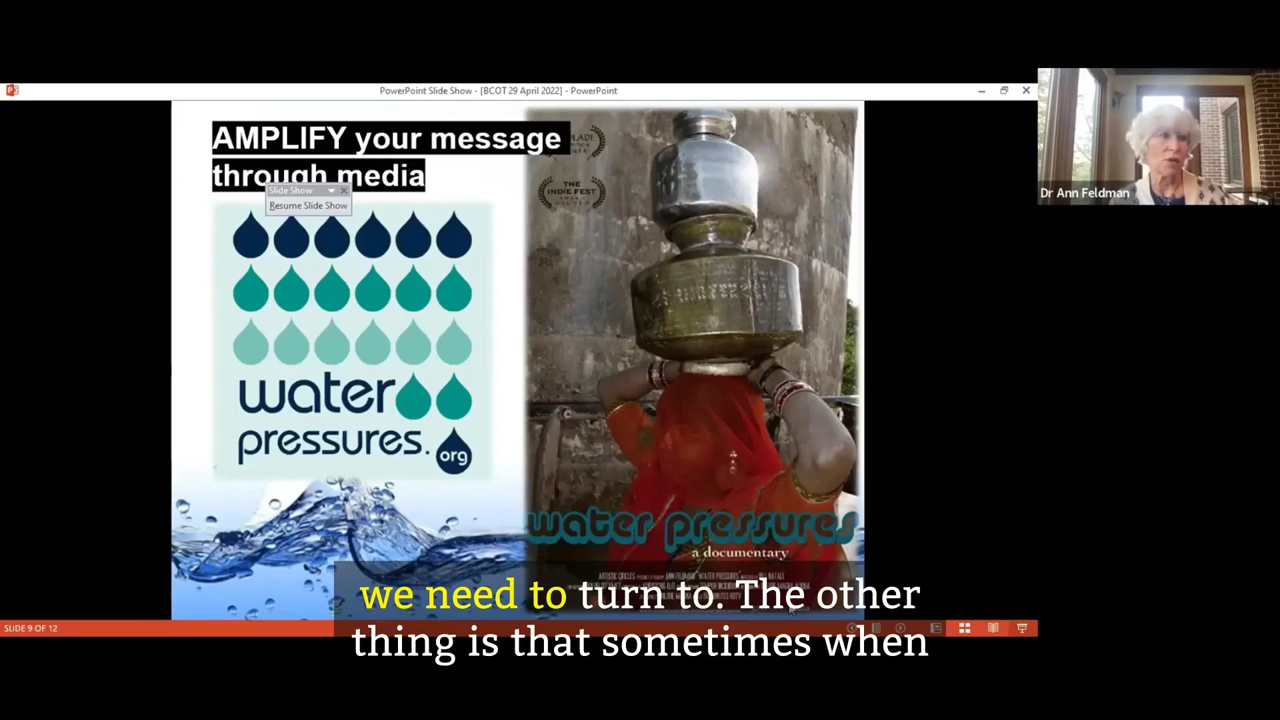 PowerPoint Slide Show - [BCOT 29 April 2022] - PowerPoint
AMPLIFY your message
through media
Slide Show
Resume Slide Show
THE
INDIE FEST
water
pressures.
org
water pressures
a documentary
Dr Ann Feldman
we need to turn to. The other
thing is that sometimes when
SLIDE 9 OF 12